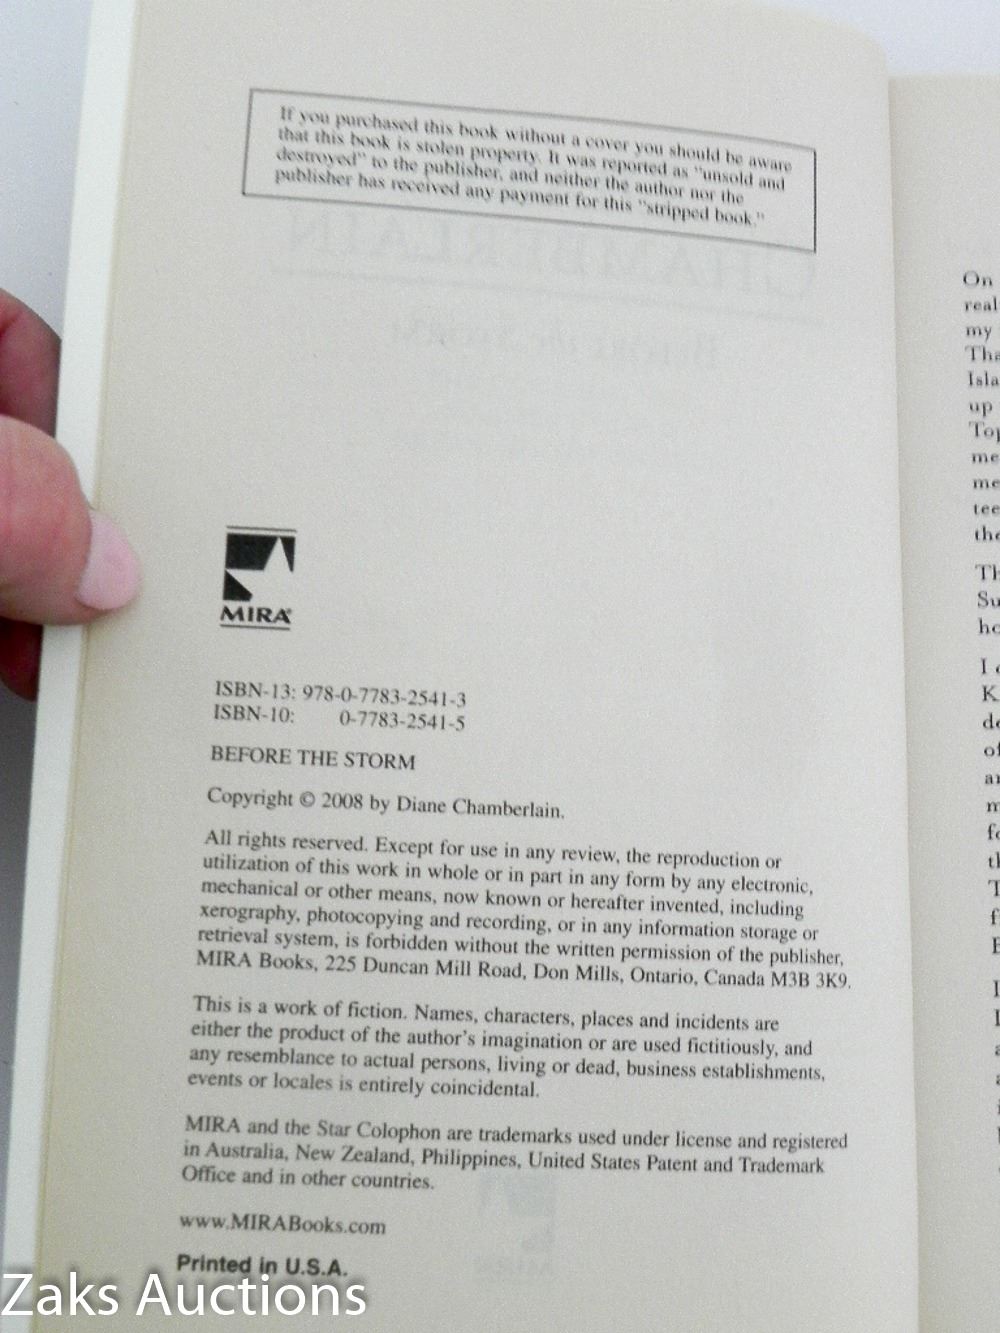 If you purchased this book without a cover you should be aware
that this book is stolen property. It was reported as "unsold and
destroyed" to the publisher, and neither the author nor the
publisher has received any payment for this "stripped book."
MIRA®
ISBN-13: 978-0-7783-2541-3
ISBN-10: 0-7783-2541-5
BEFORE THE STORM
Copyright © 2008 by Diane Chamberlain.
All rights reserved. Except for use in any review, the reproduction or
utilization of this work in whole or in part in any form by any electronic,
mechanical or other means, now known or hereafter invented, including
xerography, photocopying and recording, or in any information storage or
retrieval system, is forbidden without the written permission of the publisher,
MIRA Books, 225 Duncan Mill Road, Don Mills, Ontario, Canada M3B 3K9.
This is a work of fiction. Names, characters, places and incidents are
either the product of the author's imagination or are used fictitiously, and
any resemblance to actual persons, living or dead, business establishments,
events or locales is entirely coincidental.
MIRA and the Star Colophon are trademarks used under license and registered
in Australia, New Zealand, Philippines, United States Patent and Trademark
Office and in other countries.
www.MIRABooks.com
Printed in U.S.A.
Zaks Auctions
On
my
up